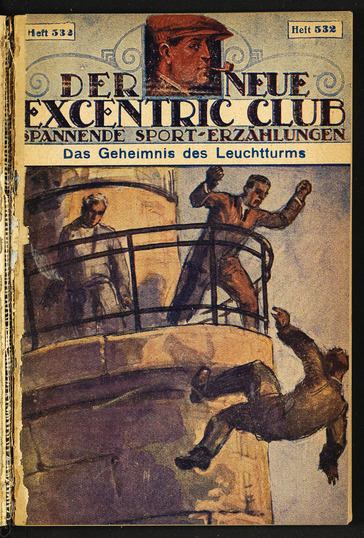 Heft 532
Heft 532
DER NEUE
EXCENTRIC CLUB
SPANNENDE SPORT-ERZÄHLUNGEN
Das Geheimnis des Leuchtturms